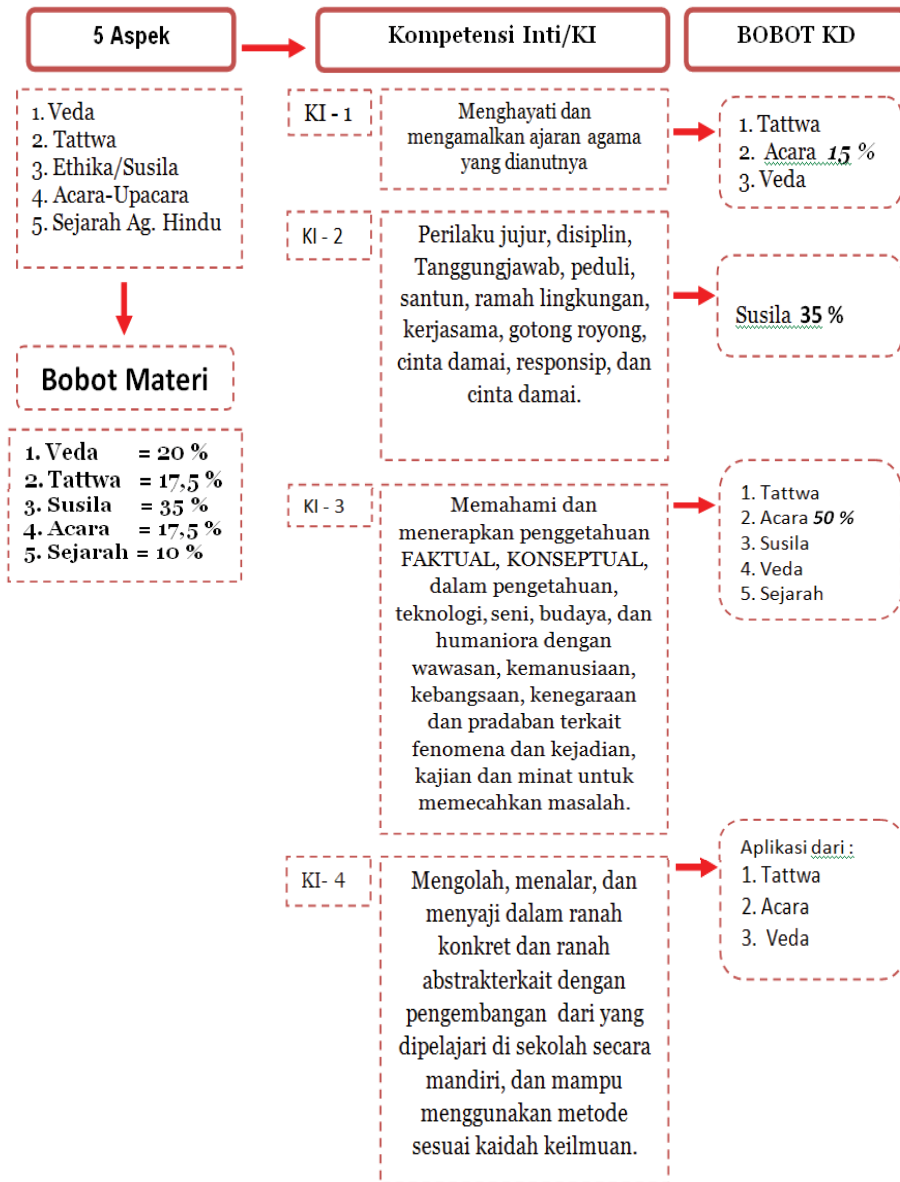 5 Aspek
Kompetensi Inti/KI
BOBOT KD
1. Veda
2. Tattwa
3. Ethika/Susila
4. Acara-Upacara
5. Sejarah Ag. Hindu
Bobot Materi
1. Veda = 20 %
2. Tattwa = 17,5 %
3. Susila = 35 %
4. Acara = 17,5 %
5. Sejarah = 10 %
KI - 1
Menghayati dan
mengamalkan ajaran agama
yang dianutnya
1. Tattwa
2. Acara 15 %
3. Veda
KI - 2
Perilaku jujur, disiplin,
Tanggungjawab, peduli,
santun, ramah lingkungan,
kerjasama, gotong royong,
cinta damai, responsip, dan
cinta damai.
Susila 35 %
KI - 3
Memahami dan
menerapkan penggetahuan
FAKTUAL, KONSEPTUAL,
dalam pengetahuan,
teknologi, seni, budaya, dan
humaniora dengan
wawasan, kemanusiaan,
kebangsaan, kenegaraan
dan pradaban terkait
fenomena dan kejadian,
kajian dan minat untuk
memecahkan masalah.
1. Tattwa
2. Acara 50 %
3. Susila
4. Veda
5. Sejarah
KI- 4
Mengolah, menalar, dan
menyaji dalam ranah
konkret dan ranah
abstrakterkait dengan
pengembangan dari yang
dipelajari di sekolah secara
mandiri, dan mampu
menggunakan metode
sesuai kaidah keilmuan.
Aplikasi dari :
1. Tattwa
2. Acara
3. Veda